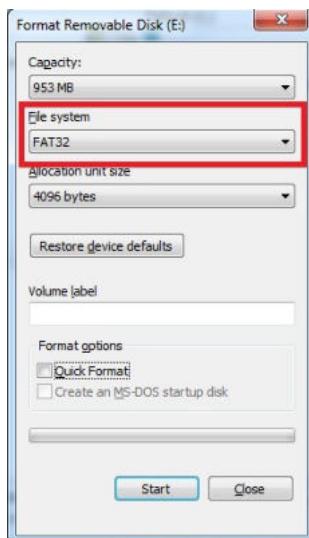 Format Removable Disk (E:)
Capacity:
953 MB
File system
FAT32
Allocation unit size
4096 bytes
Restore device defaults
Volume label
Format options
Quick Format
Create an MS-DOS startup disk
Start Close